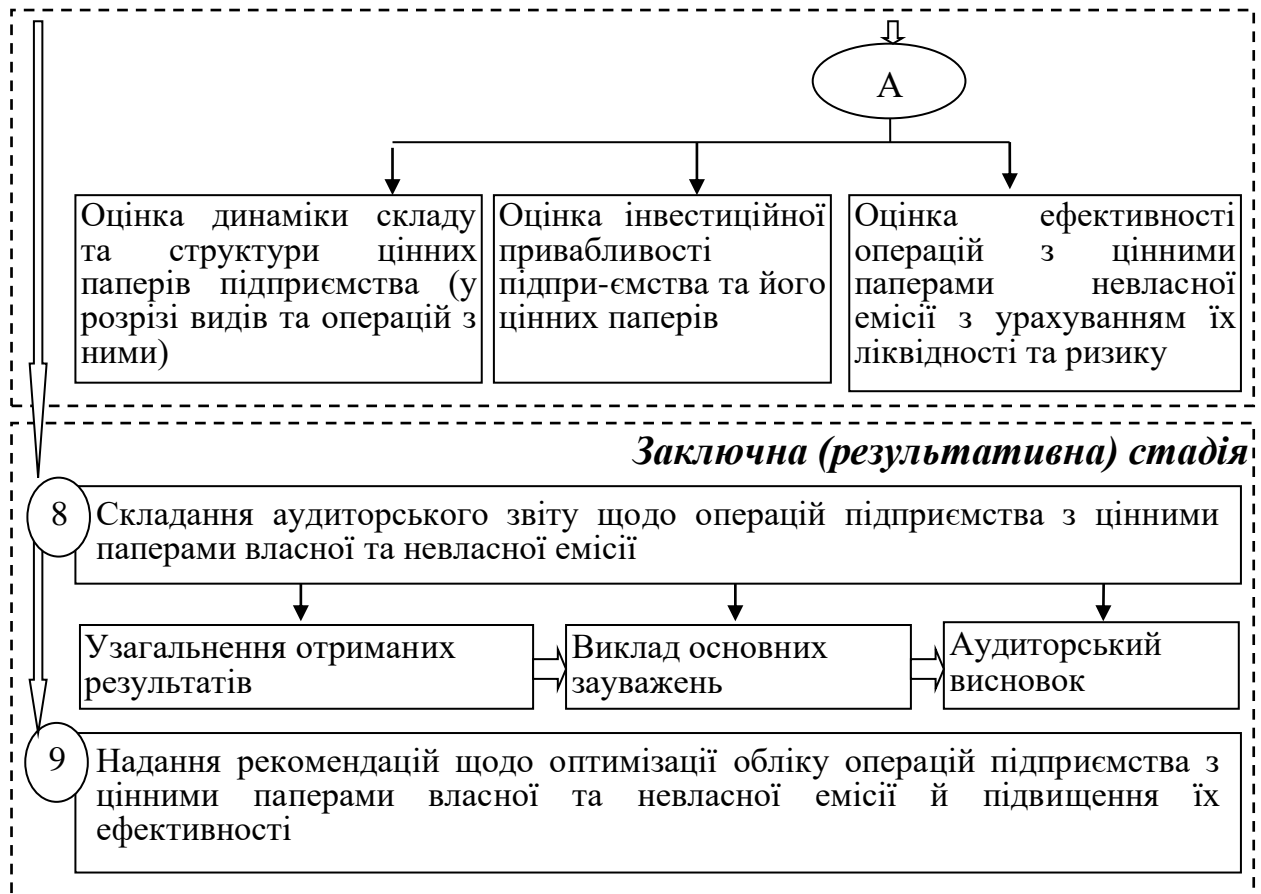 А
Оцінка динаміки складу
та структури цінних
паперів підприємства (у
розрізі видів та операцій з
ними)
Оцінка інвестиційної
привабливості
підпри-ємства та його
цінних паперів
Оцінка ефективності
операцій з цінними
паперами невласної
емісії з урахуванням їх
ліквідності та ризику
Заключна (результативна) стадія
8
Складання аудиторського звіту щодо операцій підприємства з цінними
паперами власної та невласної емісії
Узагальнення отриманих
результатів
Виклад основних
зауважень
Аудиторський
висновок
9
Надання рекомендацій щодо оптимізації обліку операцій підприємства з
цінними паперами власної та невласної емісії й підвищення їх
ефективності